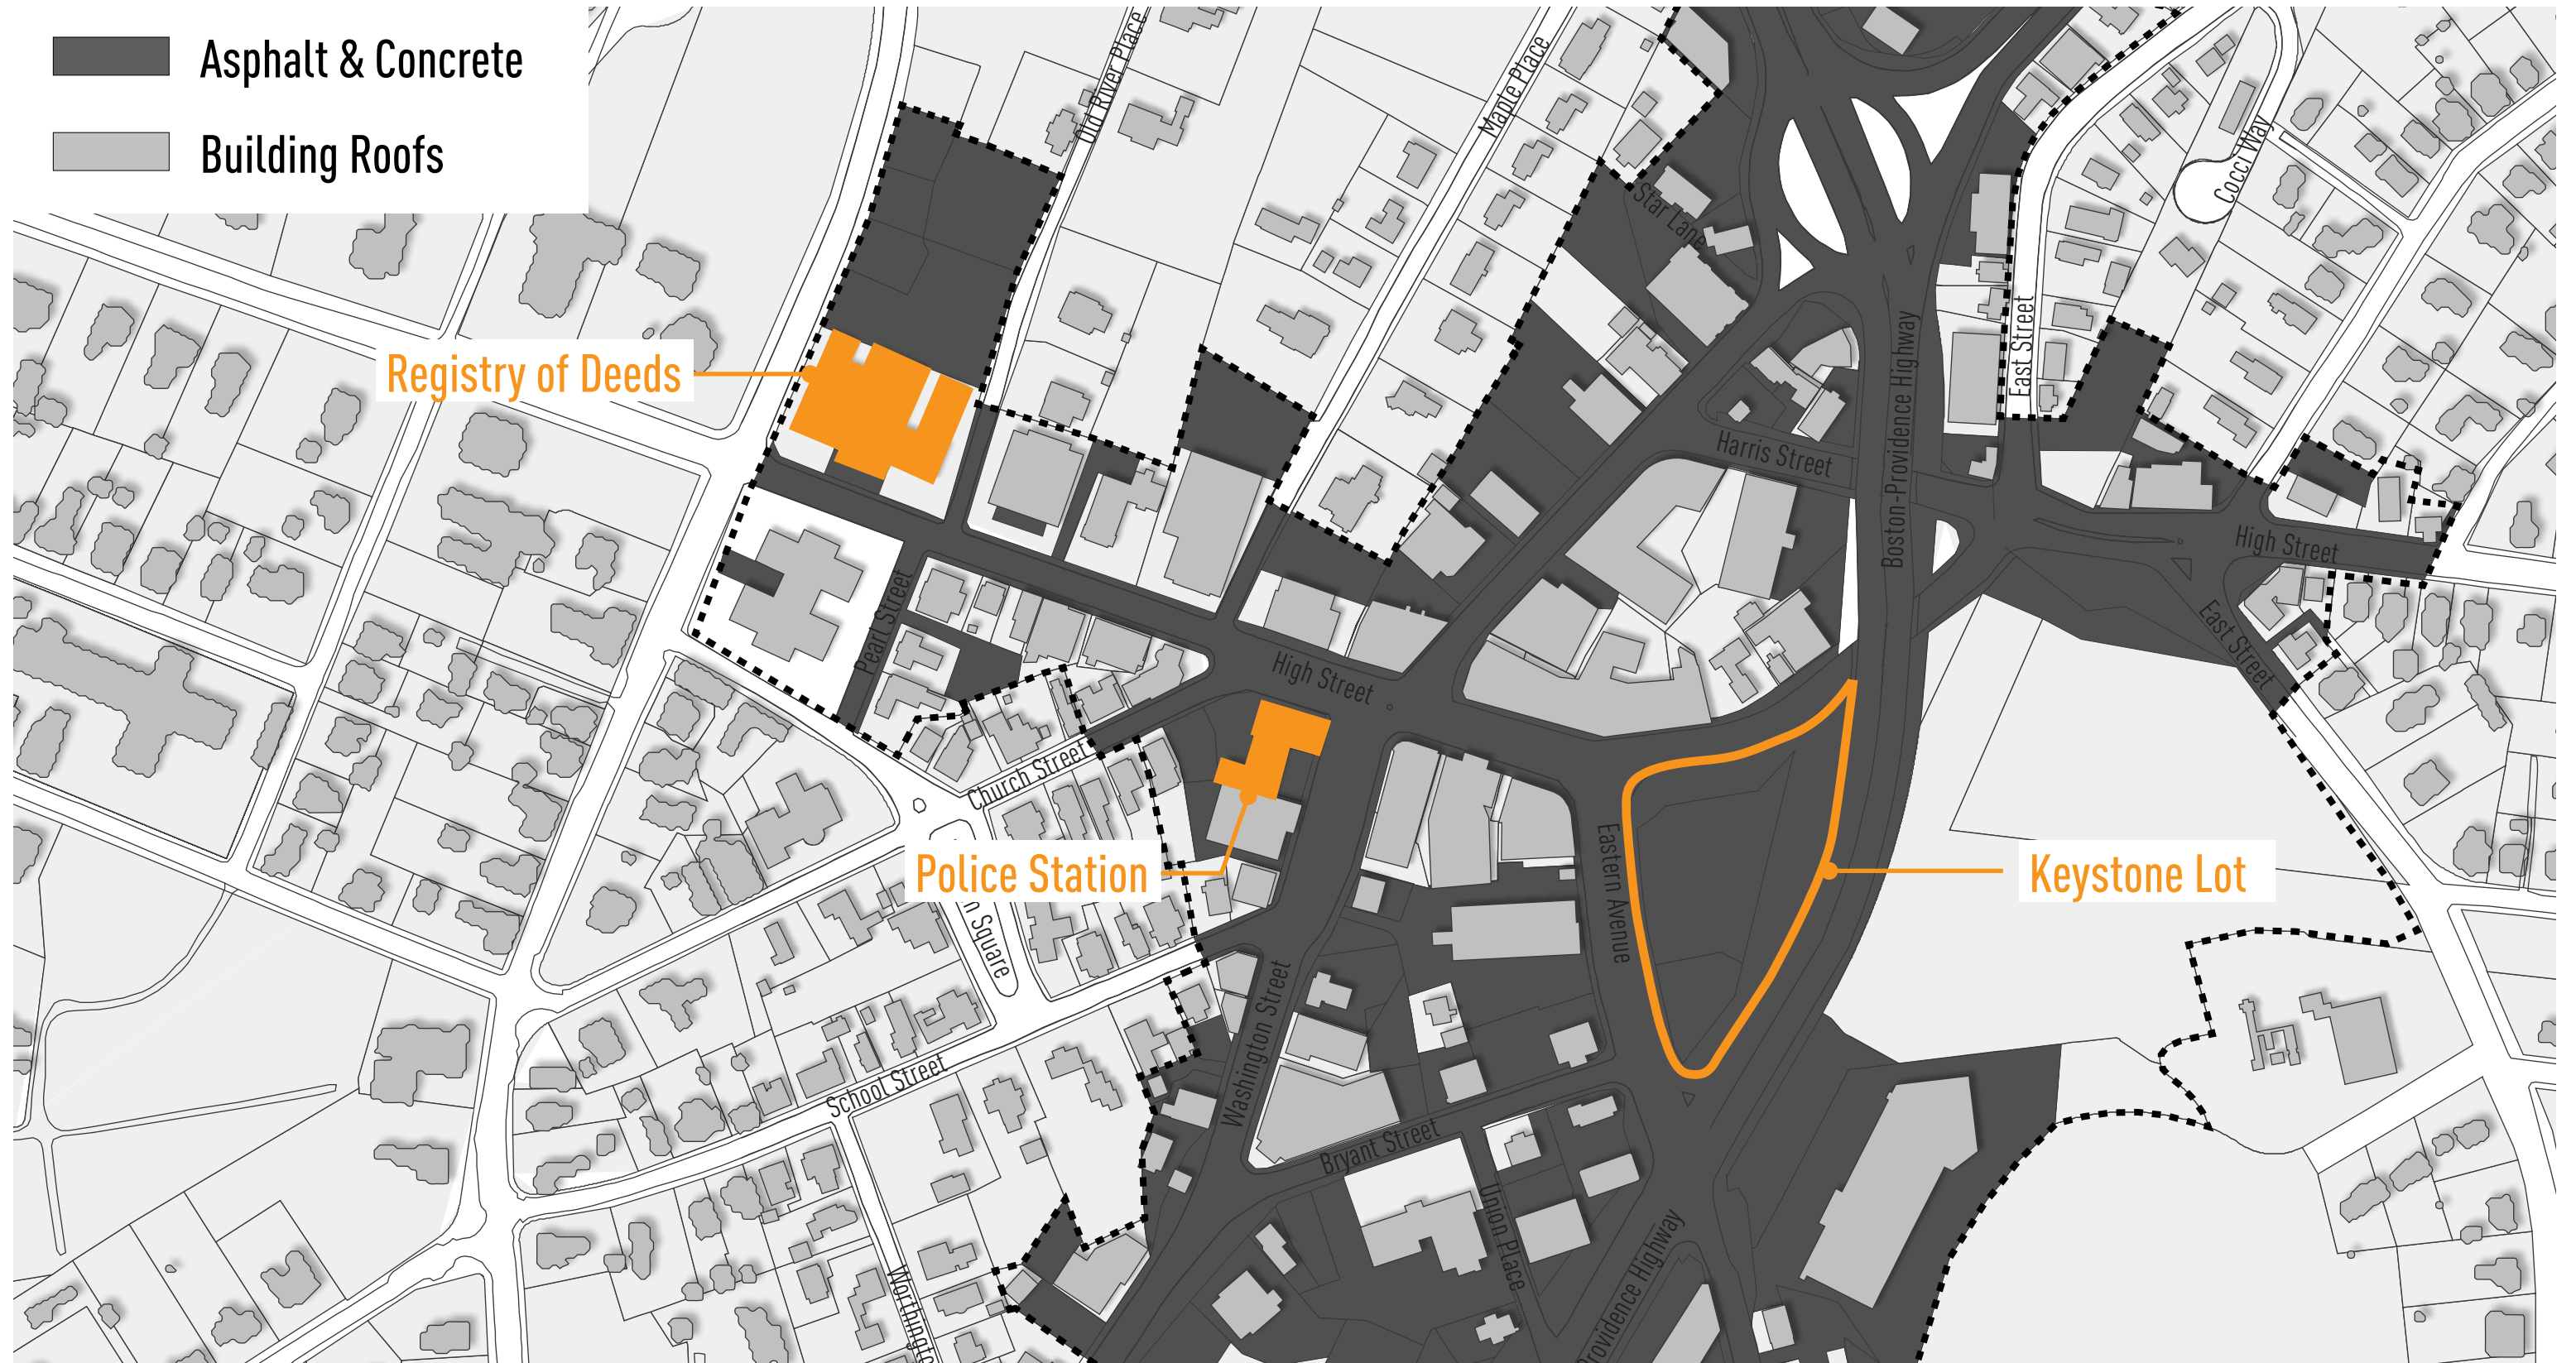 Asphalt & Concrete
Building Roofs
Old River Place
Maple Place
Star Lane
Cocci Way
East Street
Registry of Deeds
Boston-Providence Highway
Harris Street
High Street
Pearl Street
High Street
East Street
Church Street
Police Station
Keystone Lot
Eastern Avenue
Square
Washington Street
School Street
Bryant Street
Union Place
Providence Highway